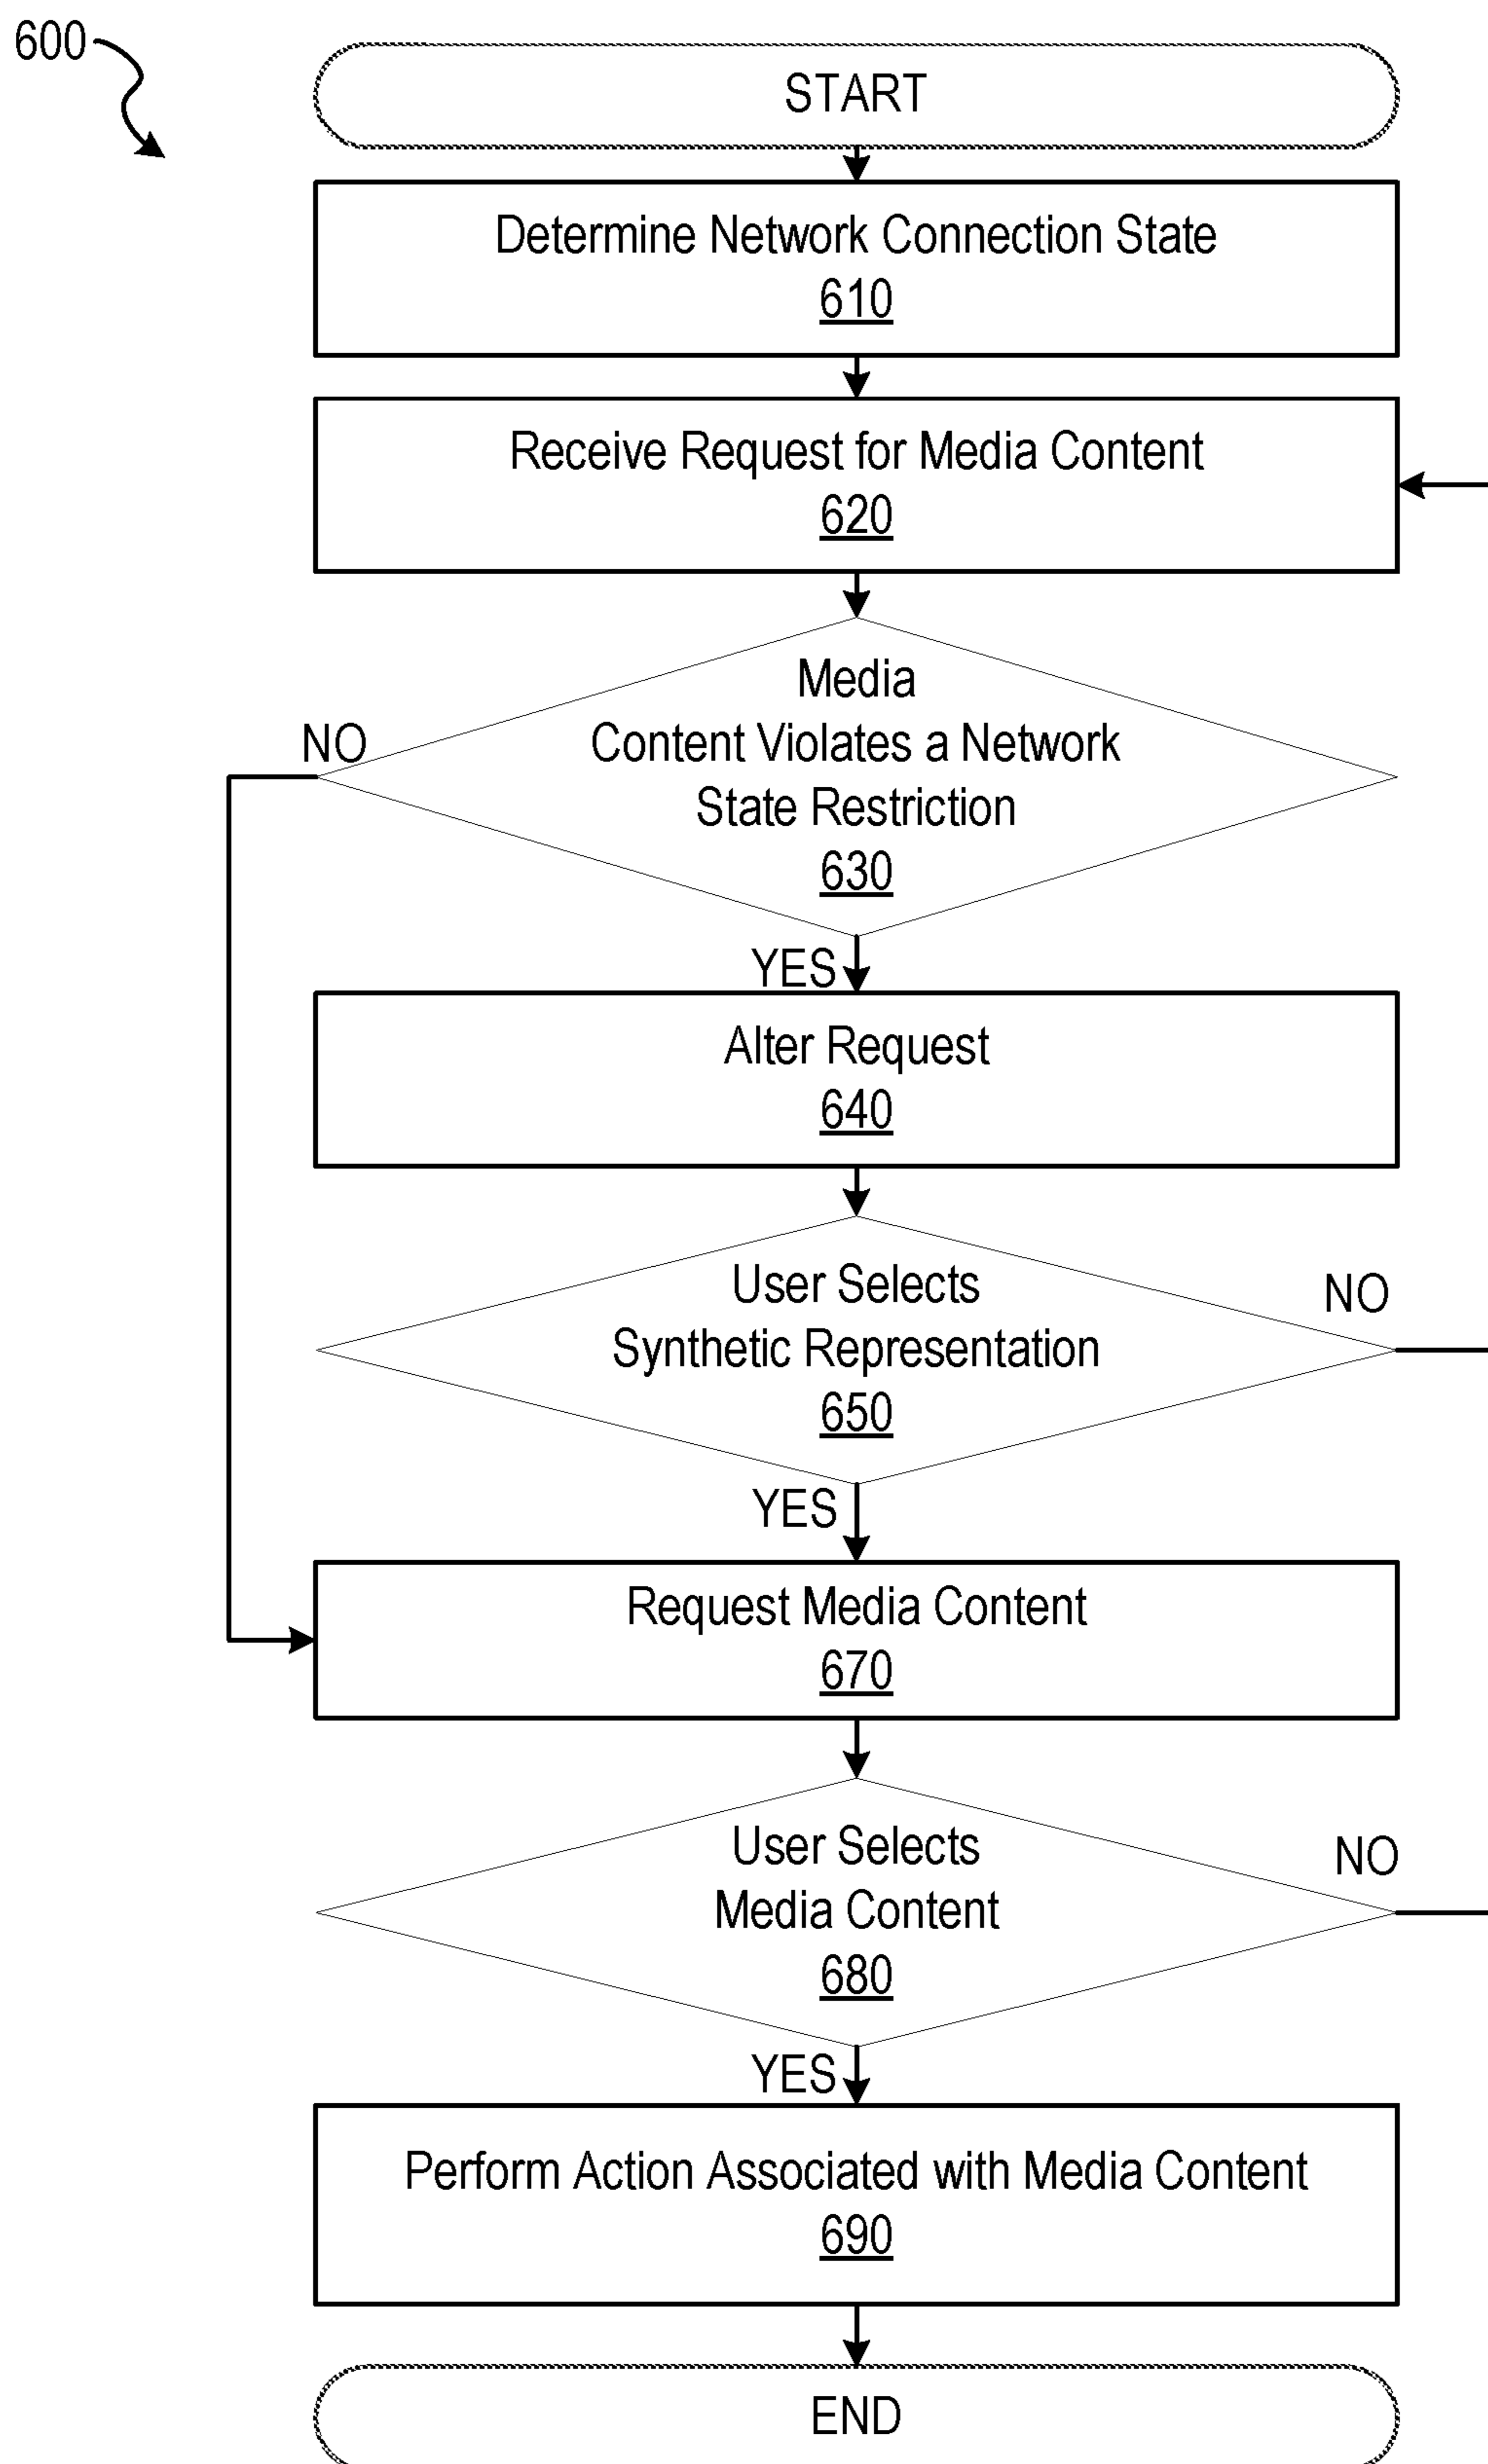 600
START
Determine Network Connection State
610
Receive Request for Media Content
620
Media
Content Violates a Network
State Restriction
630
NO
YES
Alter Request
640
User Selects
Synthetic Representation
650
NO
YES
Request Media Content
670
User Selects
Media Content
680
NO
YES
Perform Action Associated with Media Content
690
END